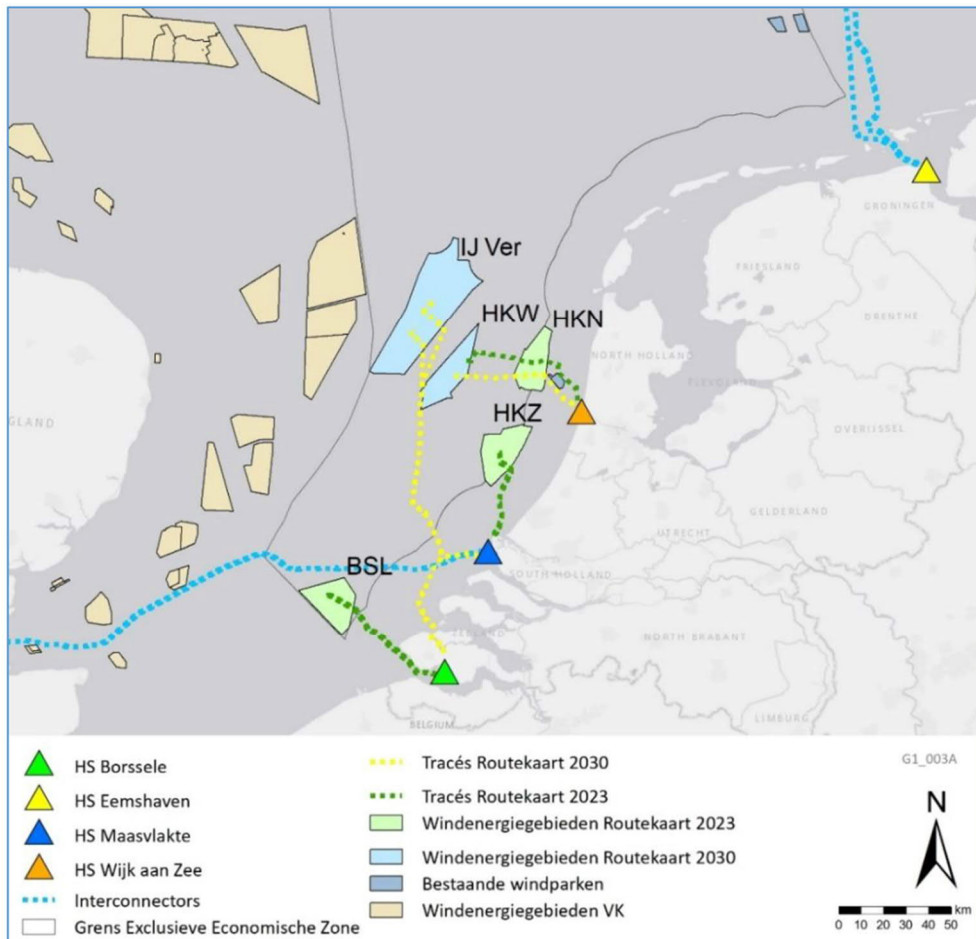 IJ Ver
HKW
HKN
HKZ
BSL
GRONINGEN
FRIESLAND
DRENTHE
NORTH HOLLAND
FLEVOLAND
OVERIJSSEL
GLAND
GELDERLAND
UTRECHT
SOUTH HOLLAND
ZEELAND
NORTH BRABANT
BELGIUM
LIMBURG
HS Borssele
HS Eemshaven
HS Maasvlakte
HS Wijk aan Zee
Interconnectors
Grens Exclusieve Economische Zone
Tracés Routekaart 2030
Tracés Routekaart 2023
Windenergiegebieden Routekaart 2023
Windenergiegebieden Routekaart 2030
Bestaande windparken
Windenergiegebieden VK
G1_003A
N
km
0 10 20 30 40 50